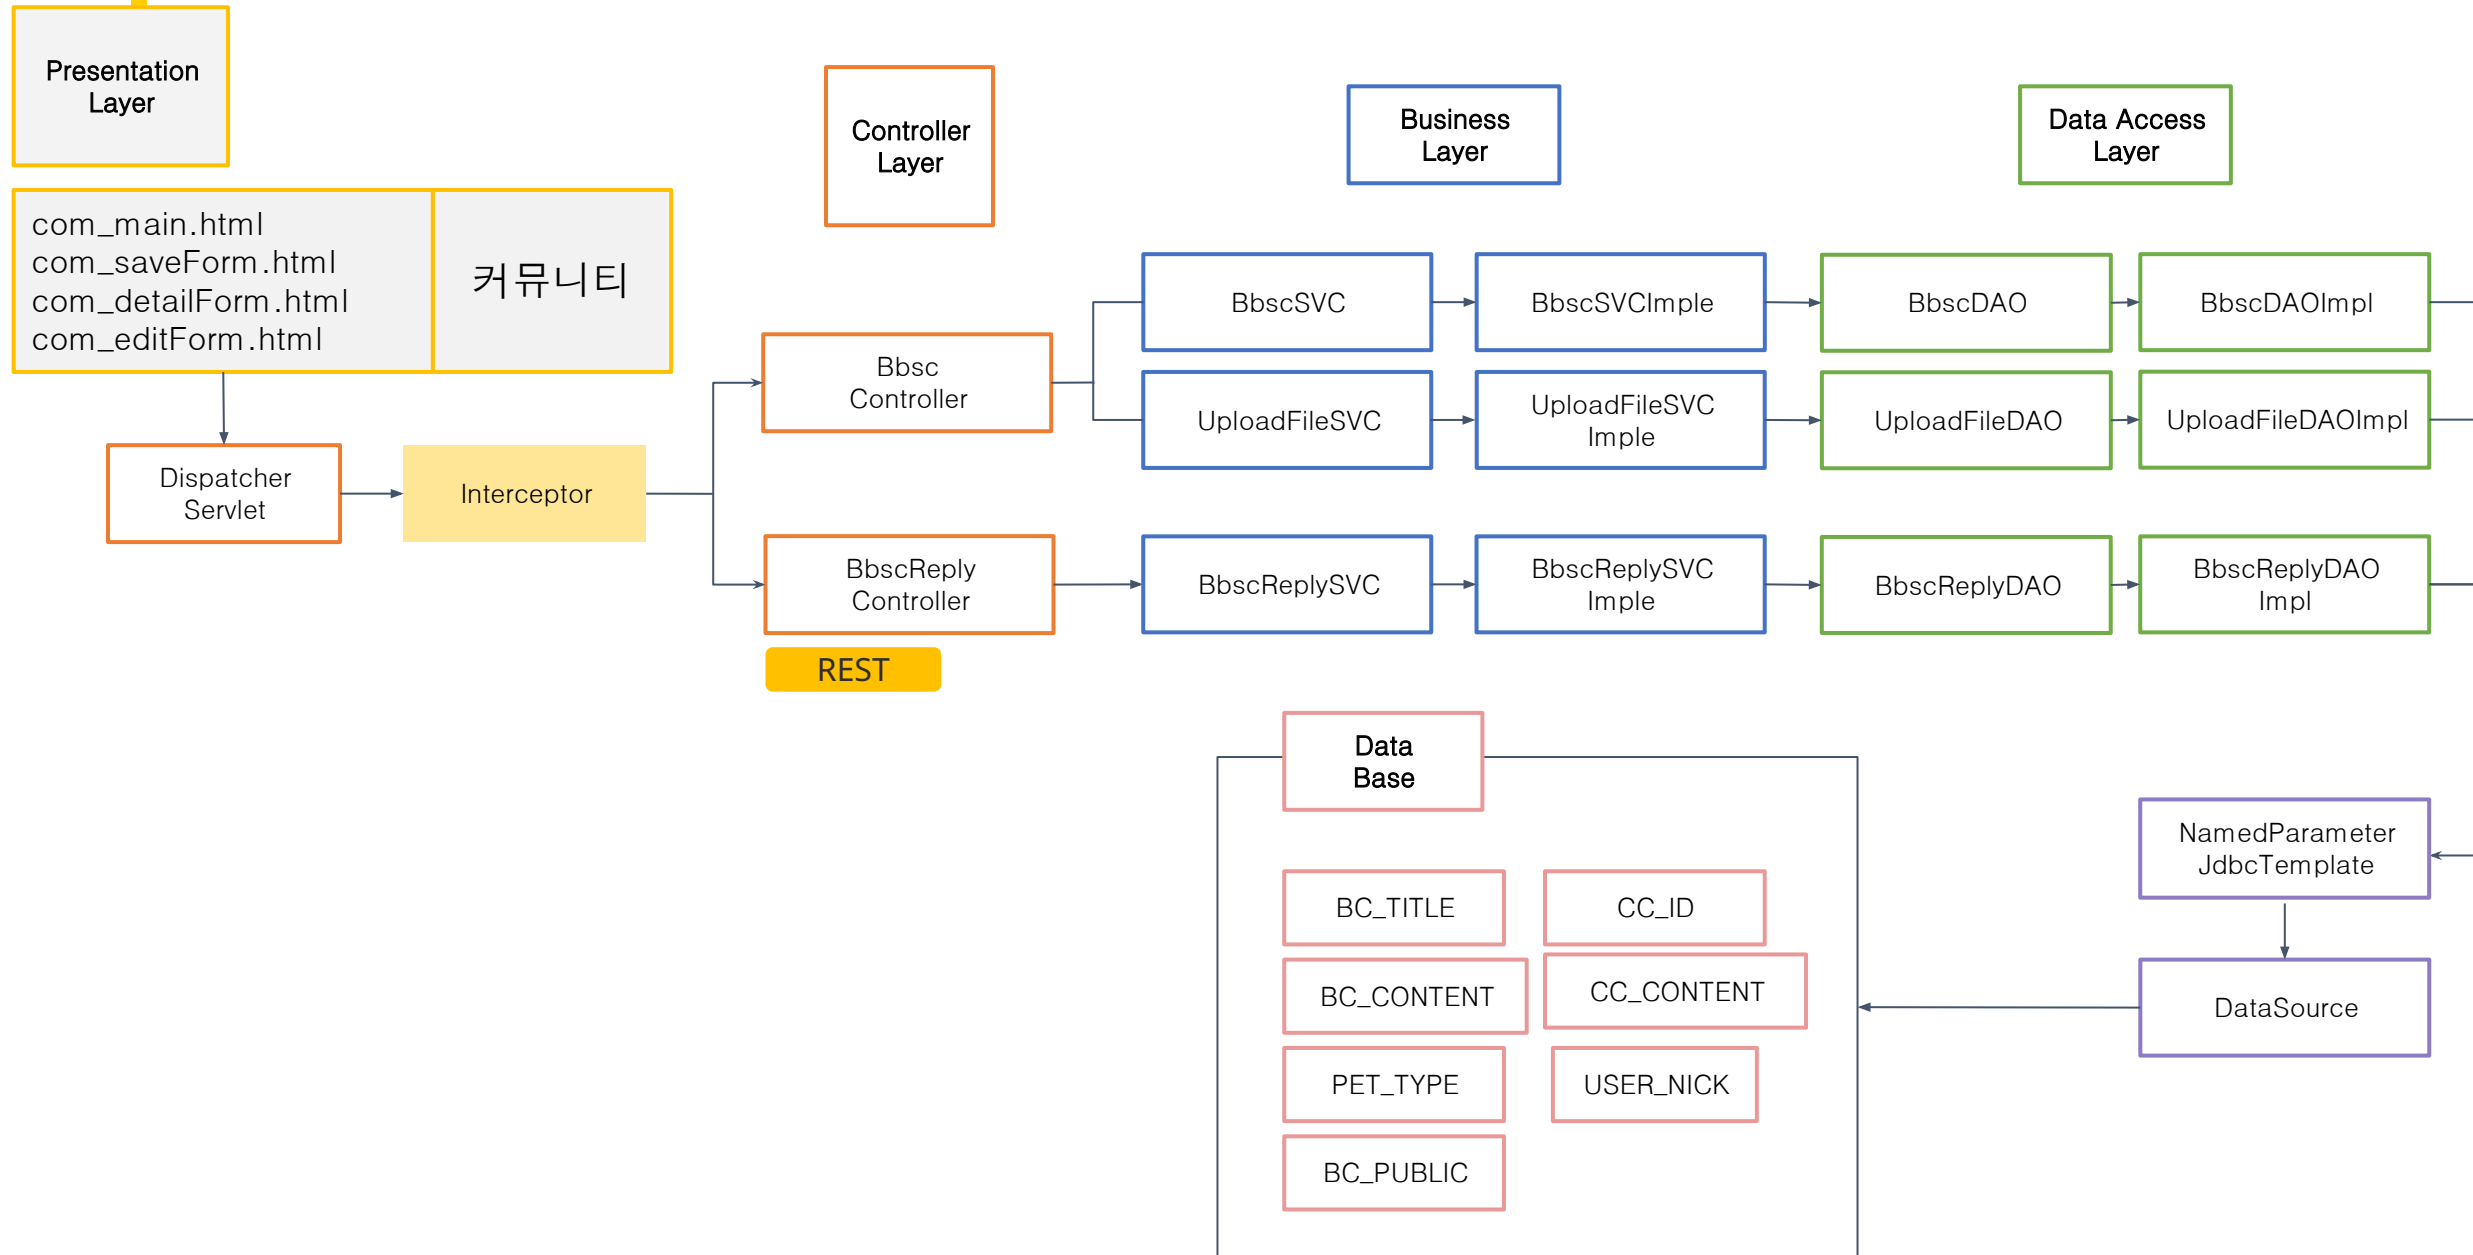 Presentation
Layer
Controller
Layer
Business
Layer
Data Access
Layer
com_main.html
com_saveForm.html
com_detailForm.html
com_editForm.html
커뮤니티
Dispatcher
Servlet
Interceptor
Bbsc
Controller
BbscReply
Controller
REST
BbscSVC
BbscSVCImple
BbscDAO
BbscDAOImpl
UploadFileSVC
UploadFileSVC
Imple
UploadFileDAO
UploadFileDAOImpl
BbscReplySVC
BbscReplySVC
Imple
BbscReplyDAO
BbscReplyDAO
Impl
Data
Base
BC_TITLE
CC_ID
BC_CONTENT
CC_CONTENT
PET_TYPE
USER_NICK
BC_PUBLIC
NamedParameter
JdbcTemplate
DataSource